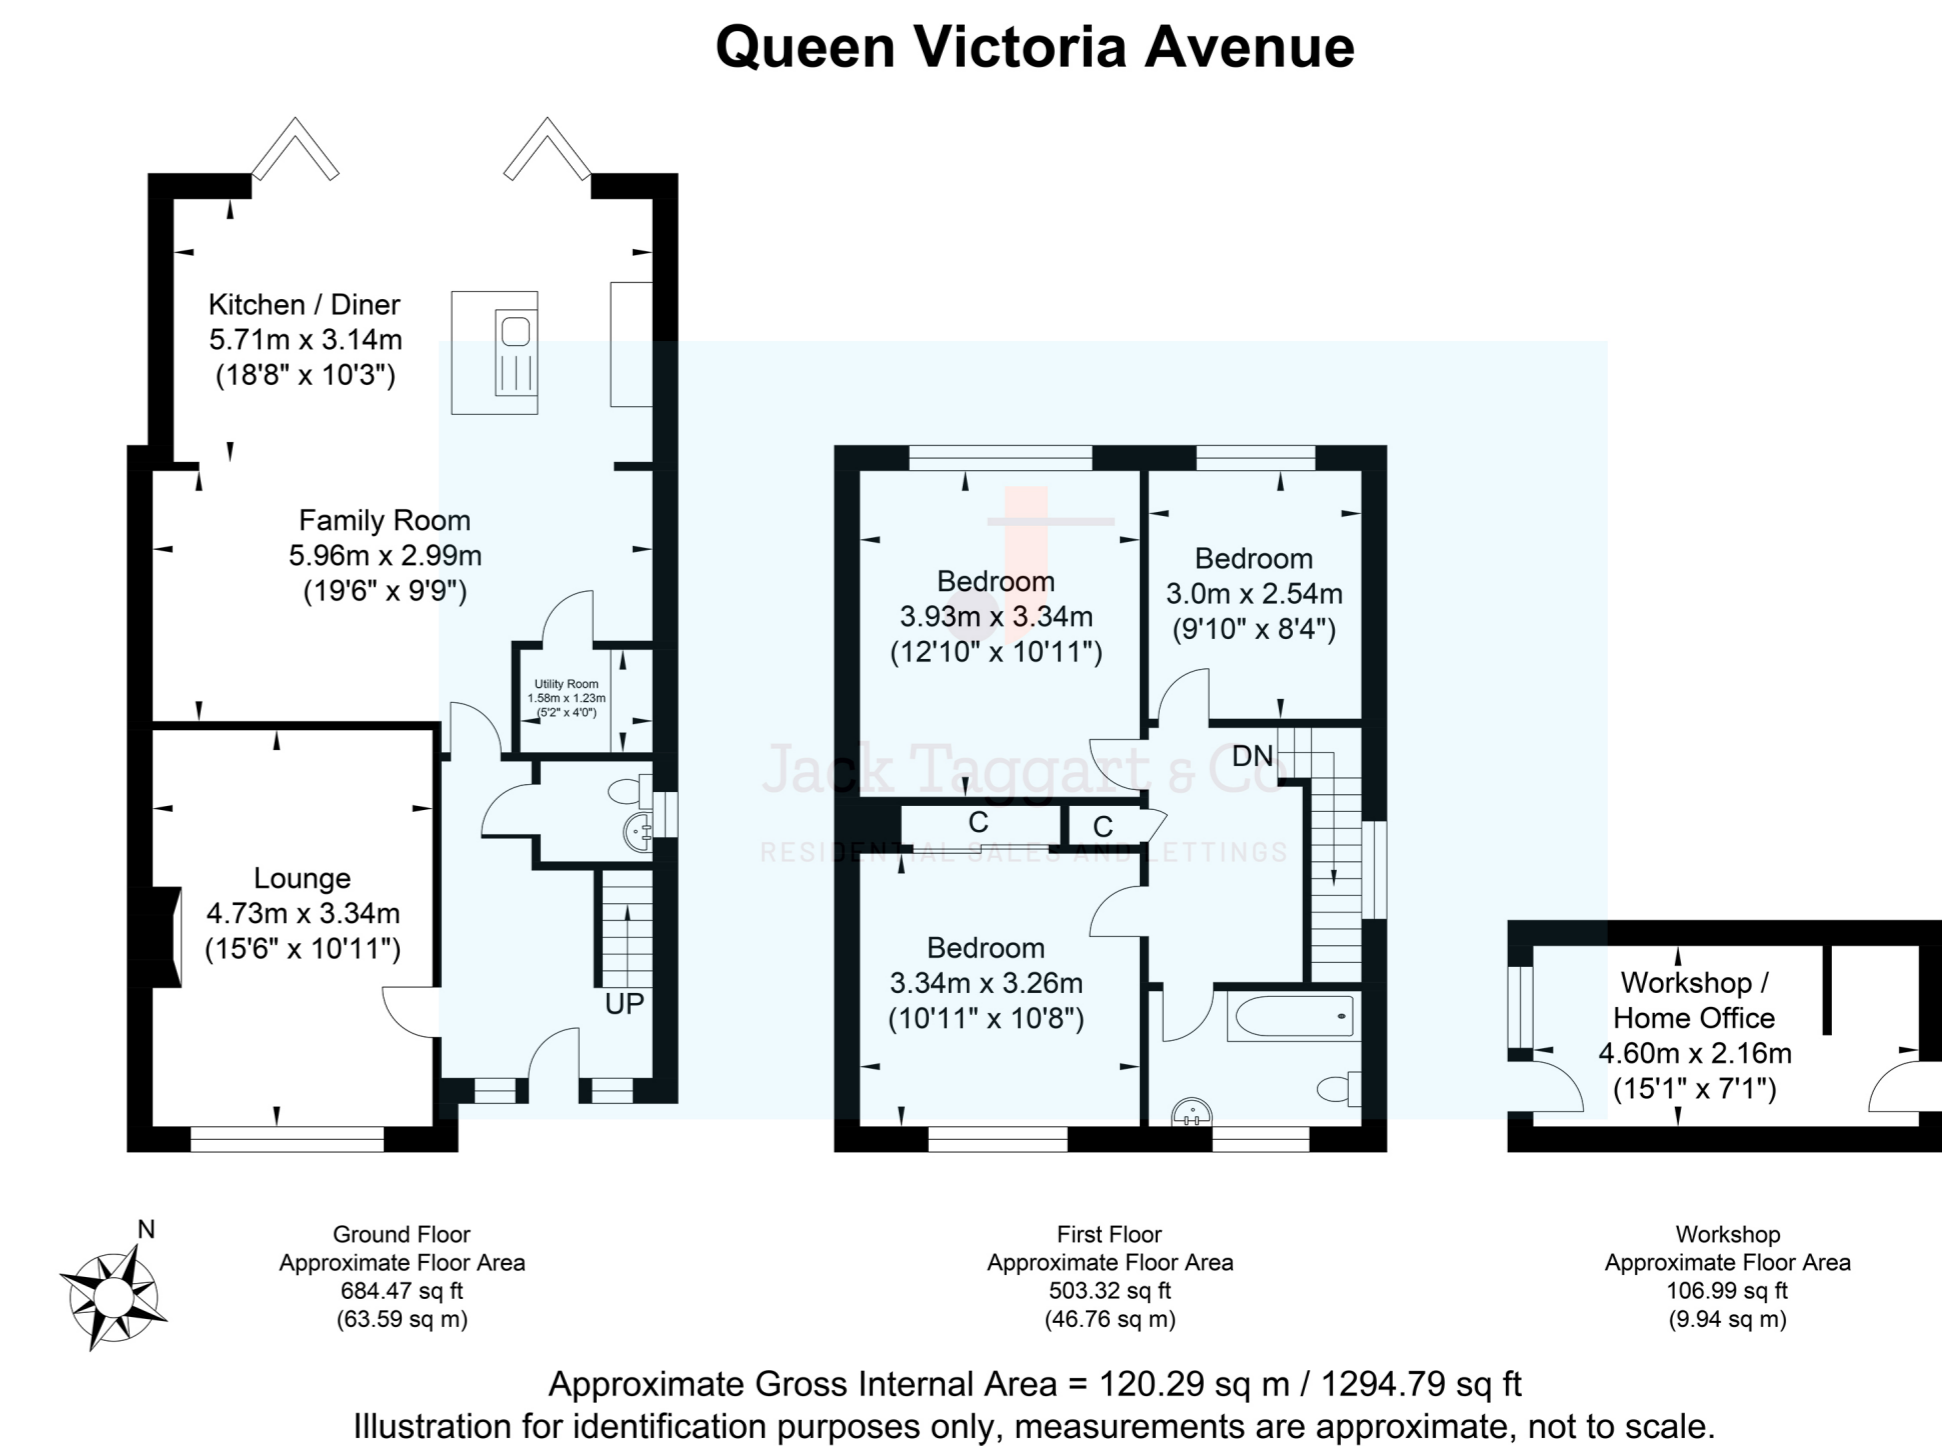 Queen Victoria Avenue
Kitchen / Diner
5.71m x 3.14m
(18'8" x 10'3")
Family Room
5.96m x 2.99m
(19'6" x 9'9")
Utility Room
1.58m x 1.23m
(5'2" x 4'0")
Lounge
4.73m x 3.34m
(15'6" x 10'11")
UP
Bedroom
3.93m x 3.34m
(12'10" x 10'11")
Bedroom
3.0m x 2.54m
(9'10" x 8'4")
DN
Jack Taggart & Co
RESIDENTIAL SALES AND LETTINGS
C
C
Bedroom
3.34m x 3.26m
(10'11" x 10'8")
Workshop /
Home Office
4.60m x 2.16m
(15'1" x 7'1")
N
Ground Floor
Approximate Floor Area
684.47 sq ft
(63.59 sq m)
First Floor
Approximate Floor Area
503.32 sq ft
(46.76 sq m)
Workshop
Approximate Floor Area
106.99 sq ft
(9.94 sq m)
Approximate Gross Internal Area = 120.29 sq m / 1294.79 sq ft
Illustration for identification purposes only, measurements are approximate, not to scale.